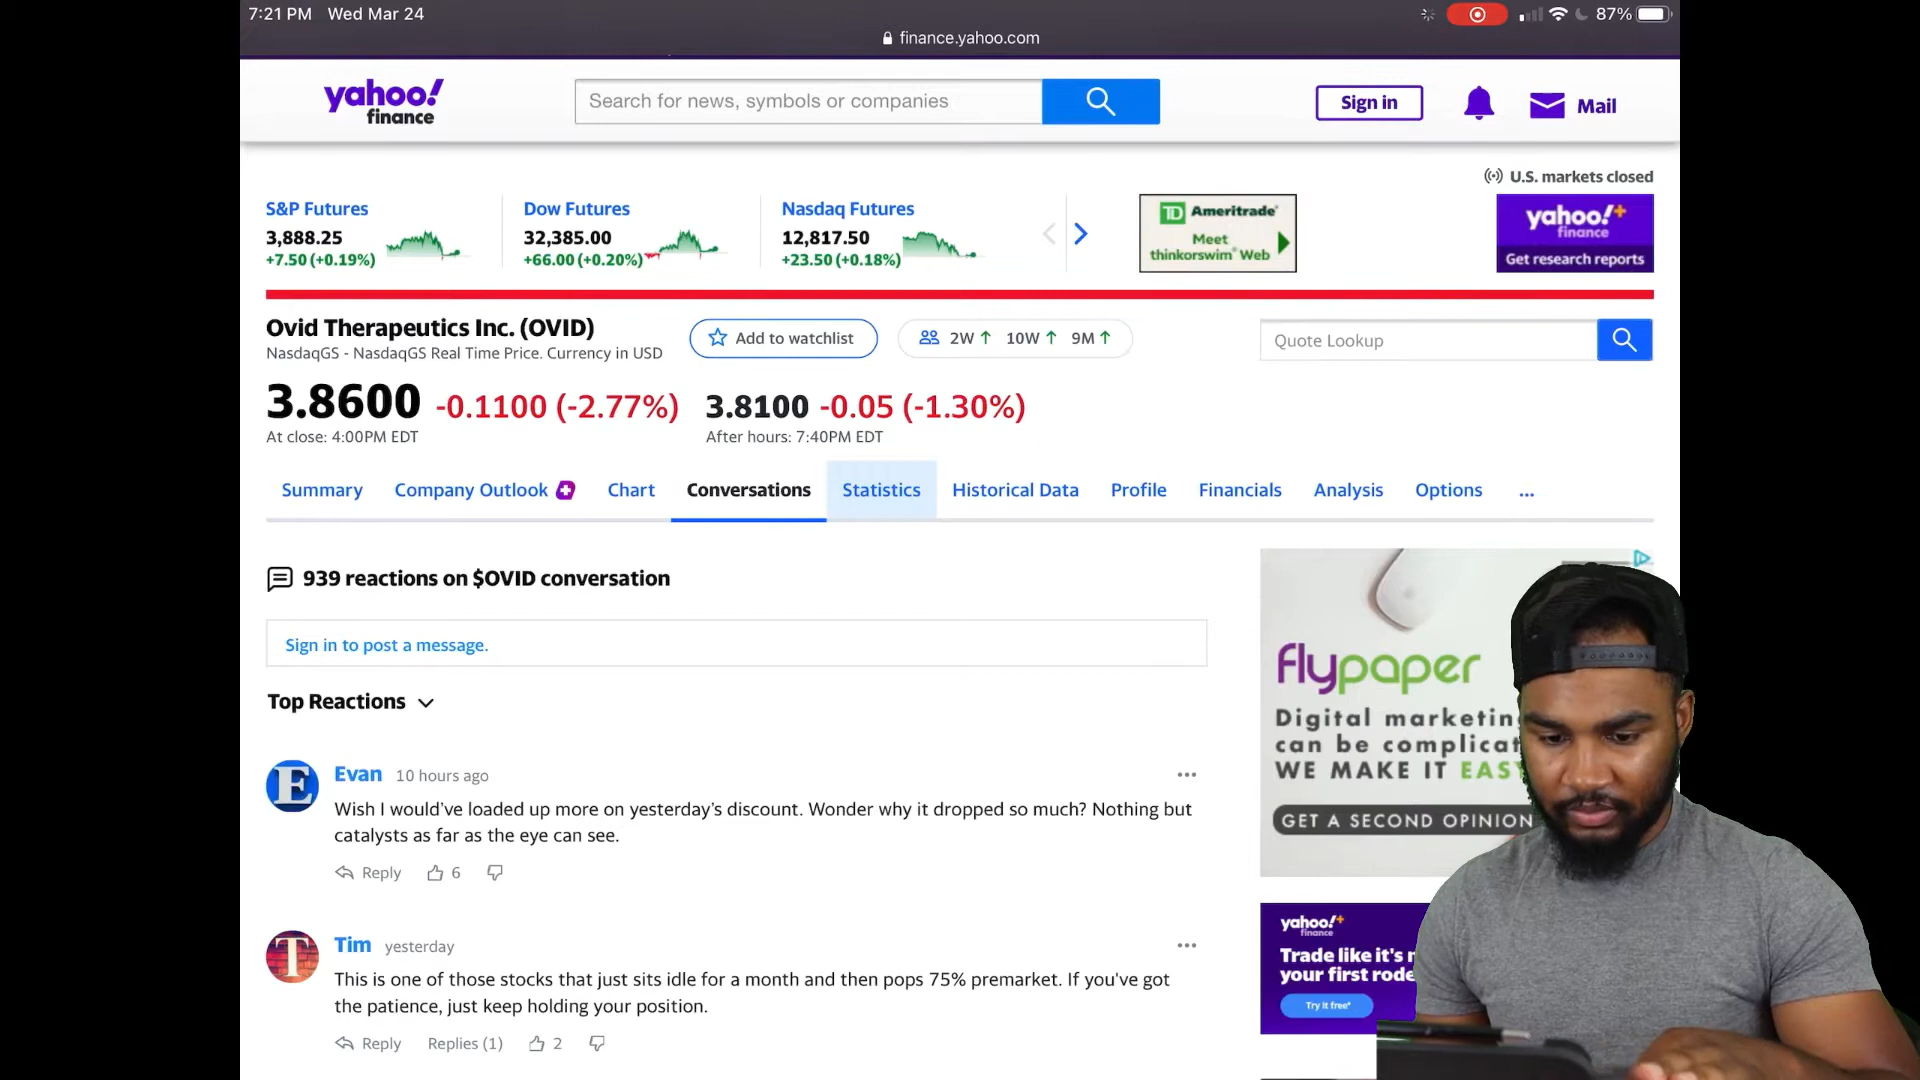 7:21 PM Wed Mar 24
87%
finance.yahoo.com
yahoo!
finance
Search for news, symbols or companies
Sign in
Mail
U.S. markets closed
S&P Futures
3,888.25
+7.50 (+0.19%)
Dow Futures
32,385.00
+66.00 (+0.20%)
Nasdaq Futures
12,817.50
+23.50 (+0.18%)
TD Ameritrade
Meet
thinkorswim® Web
yahoo!+
finance
Get research reports
Ovid Therapeutics Inc. (OVID)
NasdaqGS - NasdaqGS Real Time Price. Currency in USD
Add to watchlist
2W 10W 9M
Quote Lookup
3.8600 -0.1100 (-2.77%)
At close: 4:00PM EDT
3.8100 -0.05 (-1.30%)
After hours: 7:40PM EDT
Summary Company Outlook Chart Conversations Statistics Historical Data Profile Financials Analysis Options ...
939 reactions on $OVID conversation
Sign in to post a message.
Top Reactions
E
Evan 10 hours ago
Wish I would've loaded up more on yesterday's discount. Wonder why it dropped so much? Nothing but
catalysts as far as the eye can see.
Reply 6
T
Tim yesterday
This is one of those stocks that just sits idle for a month and then pops 75% premarket. If you've got
the patience, just keep holding your position.
Reply Replies (1) 2
flypaper
Digital marketin
can be complicat
WE MAKE IT EASY
GET A SECOND OPINION
yahoo!+
finance
Trade like it's
your first rode
Try it free*